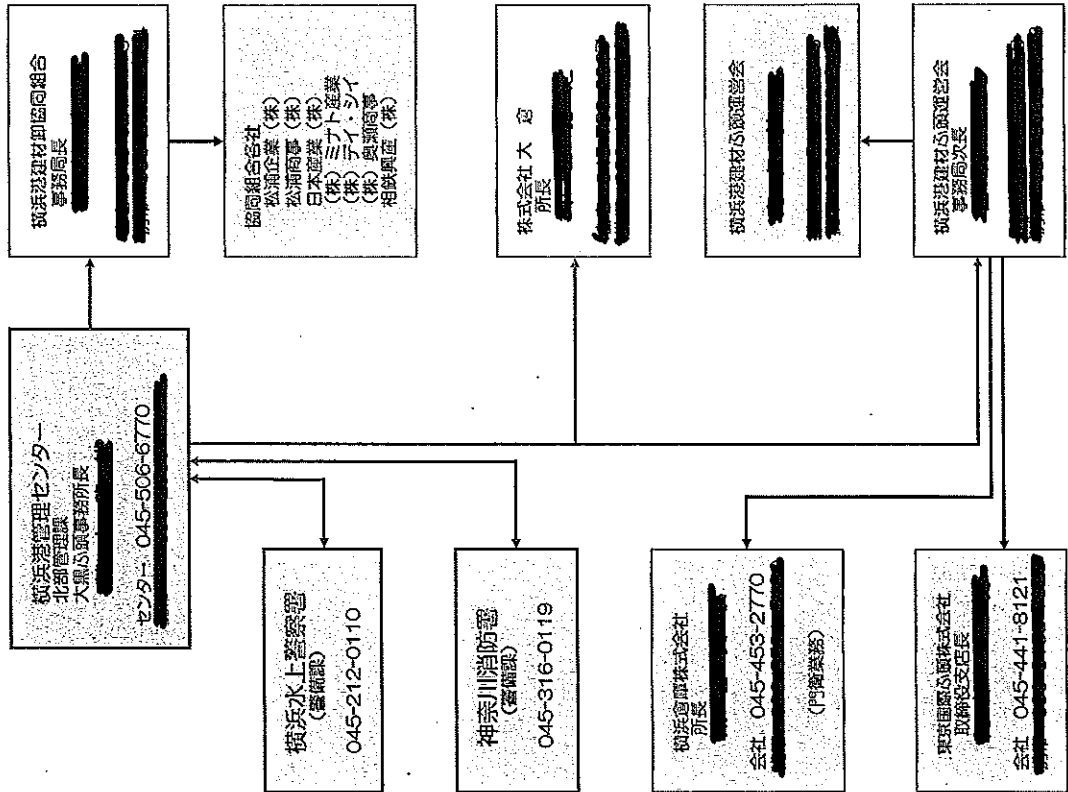 横浜港管理センター
北部管理課
大黒ふ頭事務所長
センター 045-506-6770
横浜港建材卸協同組合
事務局長
協同組合各社
松浦企業(株)
松浦商事(株)
日本産業(株)
(株)ミナト産業
(株)テイ・シイ
(株)奥瀬商事
相鉄興産(株)
株式会社 大倉
所長
横浜港建材ふ頭運営会
横浜港建材ふ頭運営会
事務局次長
横浜水上警察署
(警備課)
045-212-0110
神奈川消防署
(警備課)
045-316-0119
横浜倉庫株式会社
所長
会社 045-453-2770
(門衛業務)
東京国際ふ頭株式会社
取締役支店長
会社 045-441-8121